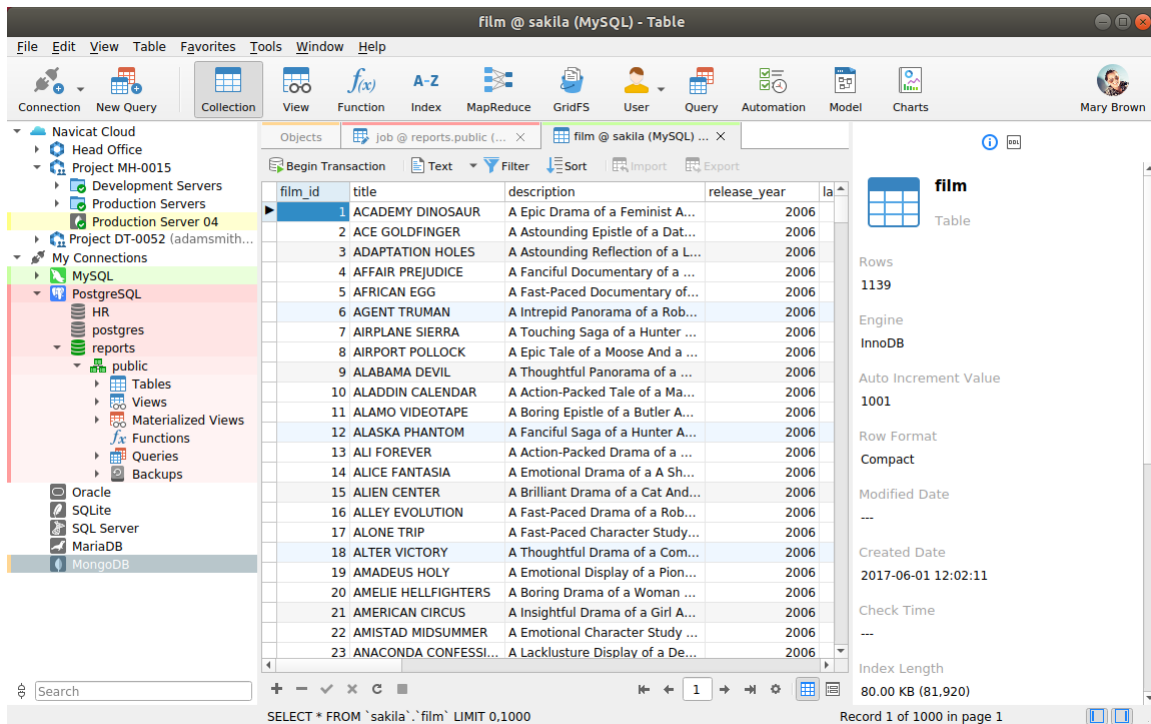 film @ sakila (MySQL) - Table
File Edit View Table Favorites Tools Window Help
Connection New Query Collection View Function Index MapReduce GridFS User Query Automation Model Charts Mary Brown
f(x) A-Z
Navicat Cloud
Head Office
Project MH-0015
Development Servers
Production Servers
Production Server 04
Project DT-0052 (adamsmith...
My Connections
MySQL
PostgreSQL
HR
postgres
reports
public
Tables
Views
Materialized Views
fx Functions
Queries
Backups
Oracle
SQLite
SQL Server
MariaDB
MongoDB
Search
Objects job @ reports.public (... film @ sakila (MySQL) ...
Begin Transaction Text Filter Sort Import Export
film_id title description release_year la
1 ACADEMY DINOSAUR A Epic Drama of a Feminist A... 2006
2 ACE GOLDFINGER A Astounding Epistle of a Dat... 2006
3 ADAPTATION HOLES A Astounding Reflection of a L... 2006
4 AFFAIR PREJUDICE A Fanciful Documentary of a ... 2006
5 AFRICAN EGG A Fast-Paced Documentary of... 2006
6 AGENT TRUMAN A Intrepid Panorama of a Rob... 2006
7 AIRPLANE SIERRA A Touching Saga of a Hunter ... 2006
8 AIRPORT POLLOCK A Epic Tale of a Moose And a ... 2006
9 ALABAMA DEVIL A Thoughtful Panorama of a ... 2006
10 ALADDIN CALENDAR A Action-Packed Tale of a Ma... 2006
11 ALAMO VIDEOTAPE A Boring Epistle of a Butler A... 2006
12 ALASKA PHANTOM A Fanciful Saga of a Hunter A... 2006
13 ALI FOREVER A Action-Packed Drama of a ... 2006
14 ALICE FANTASIA A Emotional Drama of a A Sh... 2006
15 ALIEN CENTER A Brilliant Drama of a Cat And... 2006
16 ALLEY EVOLUTION A Fast-Paced Drama of a Rob... 2006
17 ALONE TRIP A Fast-Paced Character Study... 2006
18 ALTER VICTORY A Thoughtful Drama of a Com... 2006
19 AMADEUS HOLY A Emotional Display of a Pion... 2006
20 AMELIE HELLFIGHTERS A Boring Drama of a Woman ... 2006
21 AMERICAN CIRCUS A Insightful Drama of a Girl A... 2006
22 AMISTAD MIDSUMMER A Emotional Character Study ... 2006
23 ANACONDA CONFESSI... A Lacklusture Display of a De... 2006
1
SELECT * FROM `sakila`.`film` LIMIT 0,1000
Record 1 of 1000 in page 1
DDL
film
Table
Rows
1139
Engine
InnoDB
Auto Increment Value
1001
Row Format
Compact
Modified Date
---
Created Date
2017-06-01 12:02:11
Check Time
---
Index Length
80.00 KB (81,920)